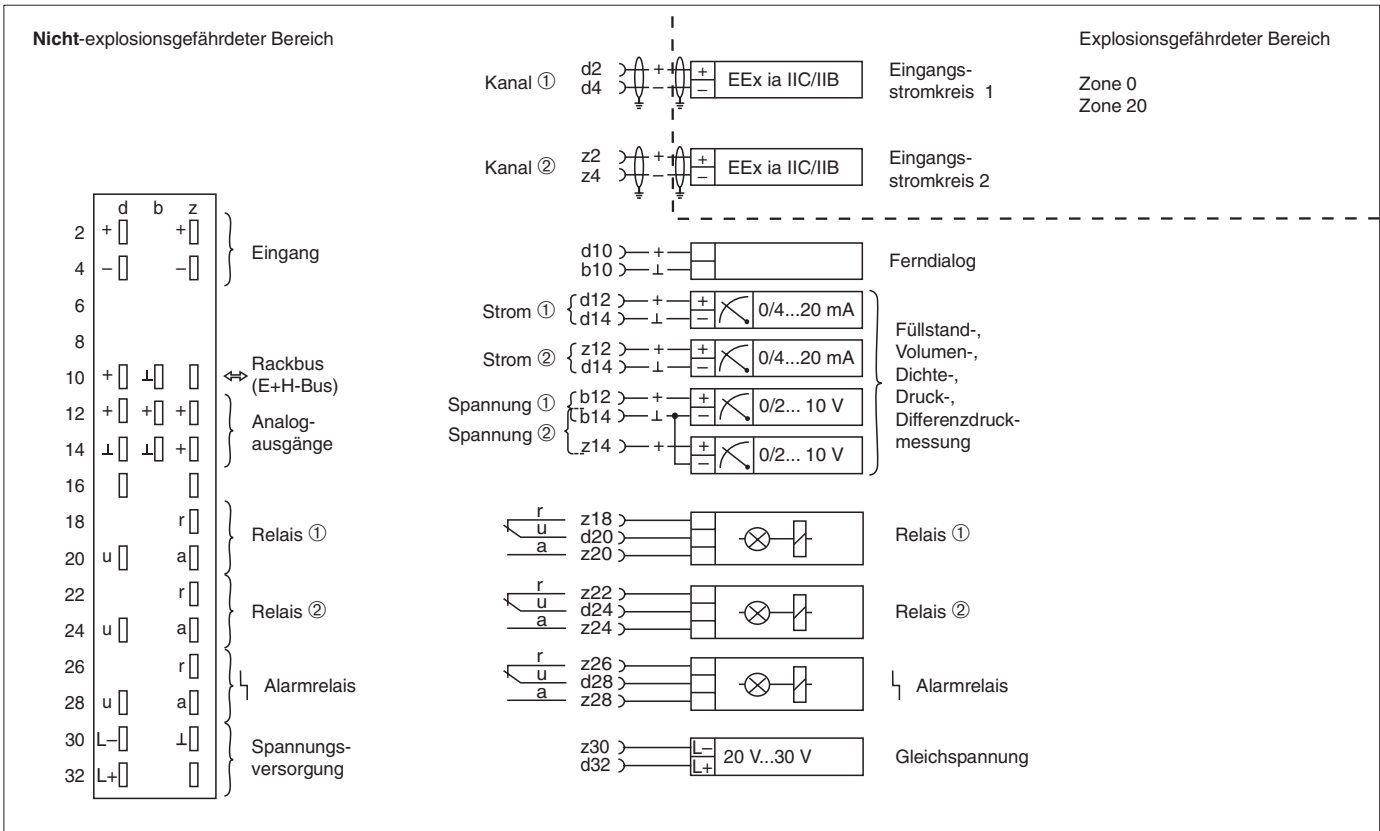 Nicht-explosionsgefährdeter Bereich
Explosionsgefährdeter Bereich
Zone 0
Zone 20
Kanal ①
d2 + + EEx ia IIC/IIB
d4 – –
Eingangs-
stromkreis 1
Kanal ②
z2 + + EEx ia IIC/IIB
z4 – –
Eingangs-
stromkreis 2
d b z
2 + +
4 – –
Eingang
6
8
10 + ⊥
Rackbus
(E+H-Bus)
12 + + +
14 ⊥ ⊥ +
Analog-
ausgänge
16
18 r
20 u a
Relais ①
22 r
24 u a
Relais ②
26 r
28 u a
Alarmrelais
30 L– ⊥
32 L+
Spannungs-
versorgung
d10 +
b10 ⊥
Ferndialog
Strom ①
d12 + + 0/4...20 mA
d14 ⊥ –
Strom ②
z12 + + 0/4...20 mA
d14 ⊥ –
Spannung ①
b12 + + 0/2... 10 V
b14 ⊥ –
Spannung ②
z14 + + 0/2... 10 V
–
Füllstand-,
Volumen-,
Dichte-,
Druck-,
Differenzdruck-
messung
r z18
u d20
a z20
Relais ①
r z22
u d24
a z24
Relais ②
r z26
u d28
a z28
Alarmrelais
z30 L– 20 V...30 V
d32 L+
Gleichspannung